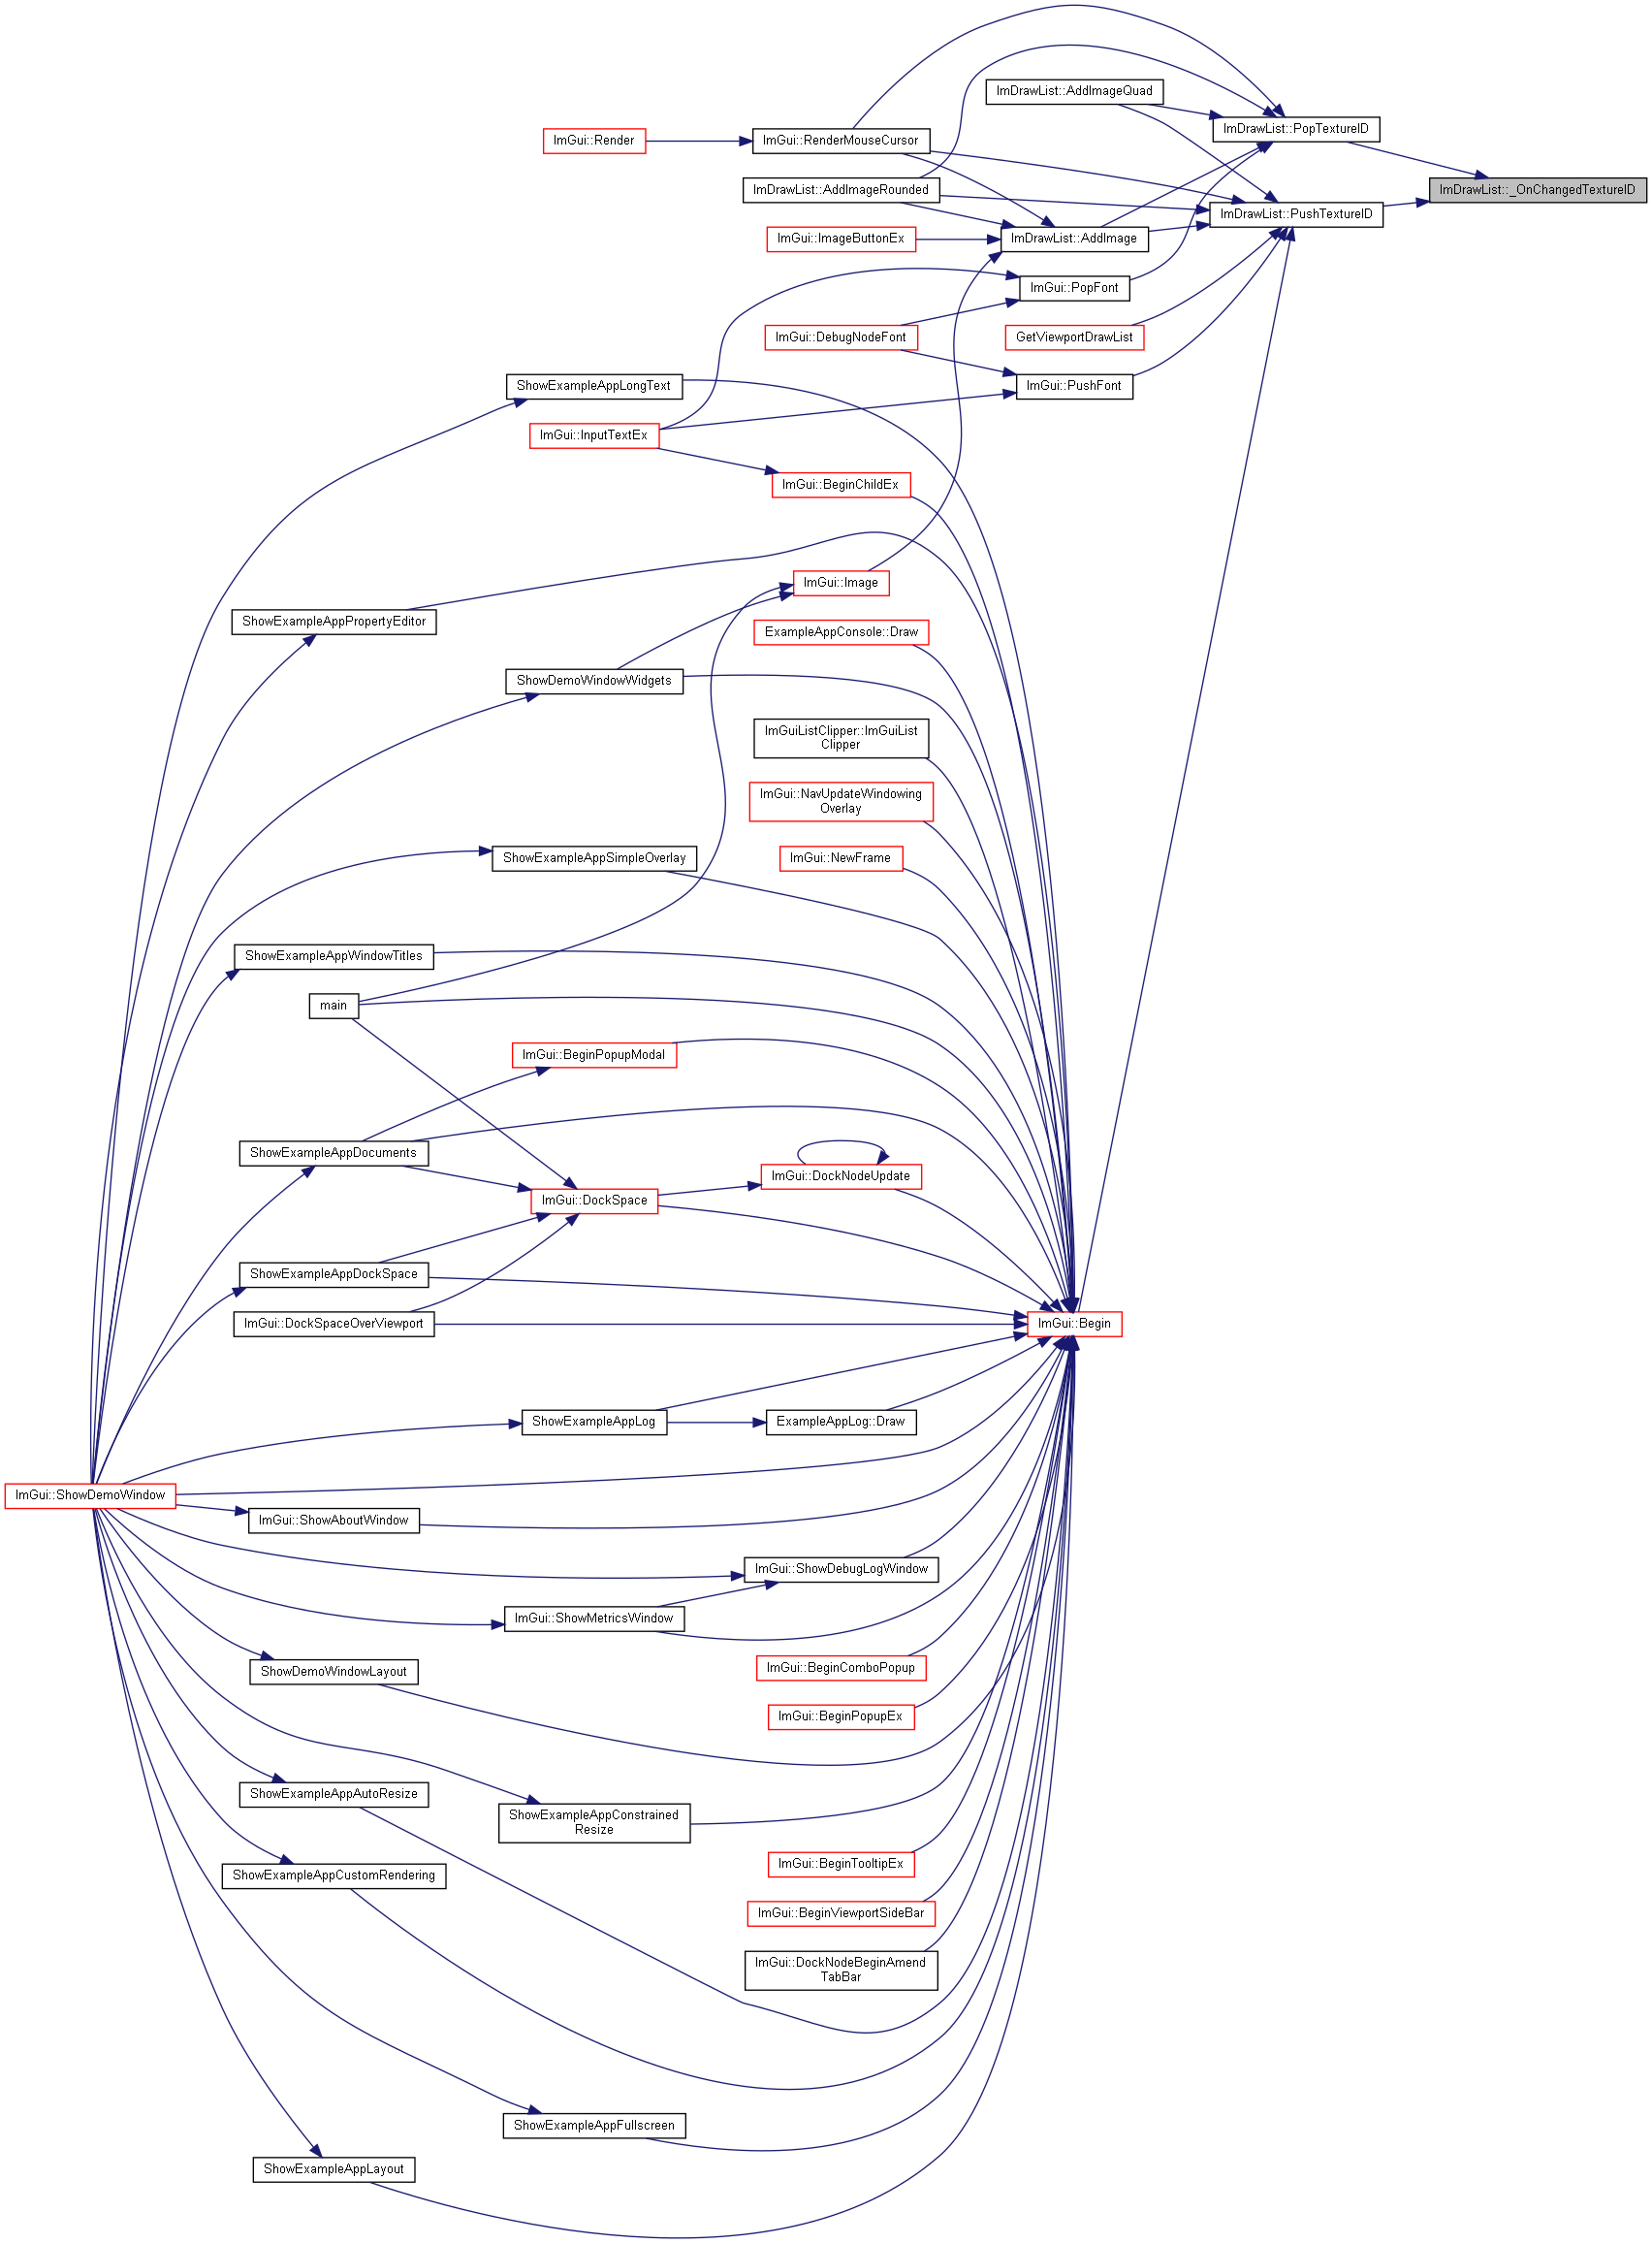 ImDrawList::AddImageQuad
ImDrawList::PopTextureID
ImGui::Render
ImGui::RenderMouseCursor
ImDrawList::AddImageRounded
ImDrawList::_OnChangedTextureID
ImDrawList::PushTextureID
ImGui::ImageButtonEx
ImDrawList::AddImage
ImGui::PopFont
ImGui::DebugNodeFont
GetViewportDrawList
ShowExampleAppLongText
ImGui::PushFont
ImGui::InputTextEx
ImGui::BeginChildEx
ImGui::Image
ShowExampleAppPropertyEditor
ExampleAppConsole::Draw
ShowDemoWindowWidgets
ImGuiListClipper::ImGuiList
Clipper
ImGui::NavUpdateWindowing
Overlay
ShowExampleAppSimpleOverlay
ImGui::NewFrame
ShowExampleAppWindowTitles
main
ImGui::BeginPopupModal
ShowExampleAppDocuments
ImGui::DockNodeUpdate
ImGui::DockSpace
ShowExampleAppDockSpace
ImGui::DockSpaceOverViewport
ImGui::Begin
ShowExampleAppLog
ExampleAppLog::Draw
ImGui::ShowDemoWindow
ImGui::ShowAboutWindow
ImGui::ShowDebugLogWindow
ImGui::ShowMetricsWindow
ShowDemoWindowLayout
ImGui::BeginComboPopup
ImGui::BeginPopupEx
ShowExampleAppAutoResize
ShowExampleAppConstrained
Resize
ImGui::BeginTooltipEx
ShowExampleAppCustomRendering
ImGui::BeginViewportSideBar
ImGui::DockNodeBeginAmend
TabBar
ShowExampleAppFullscreen
ShowExampleAppLayout